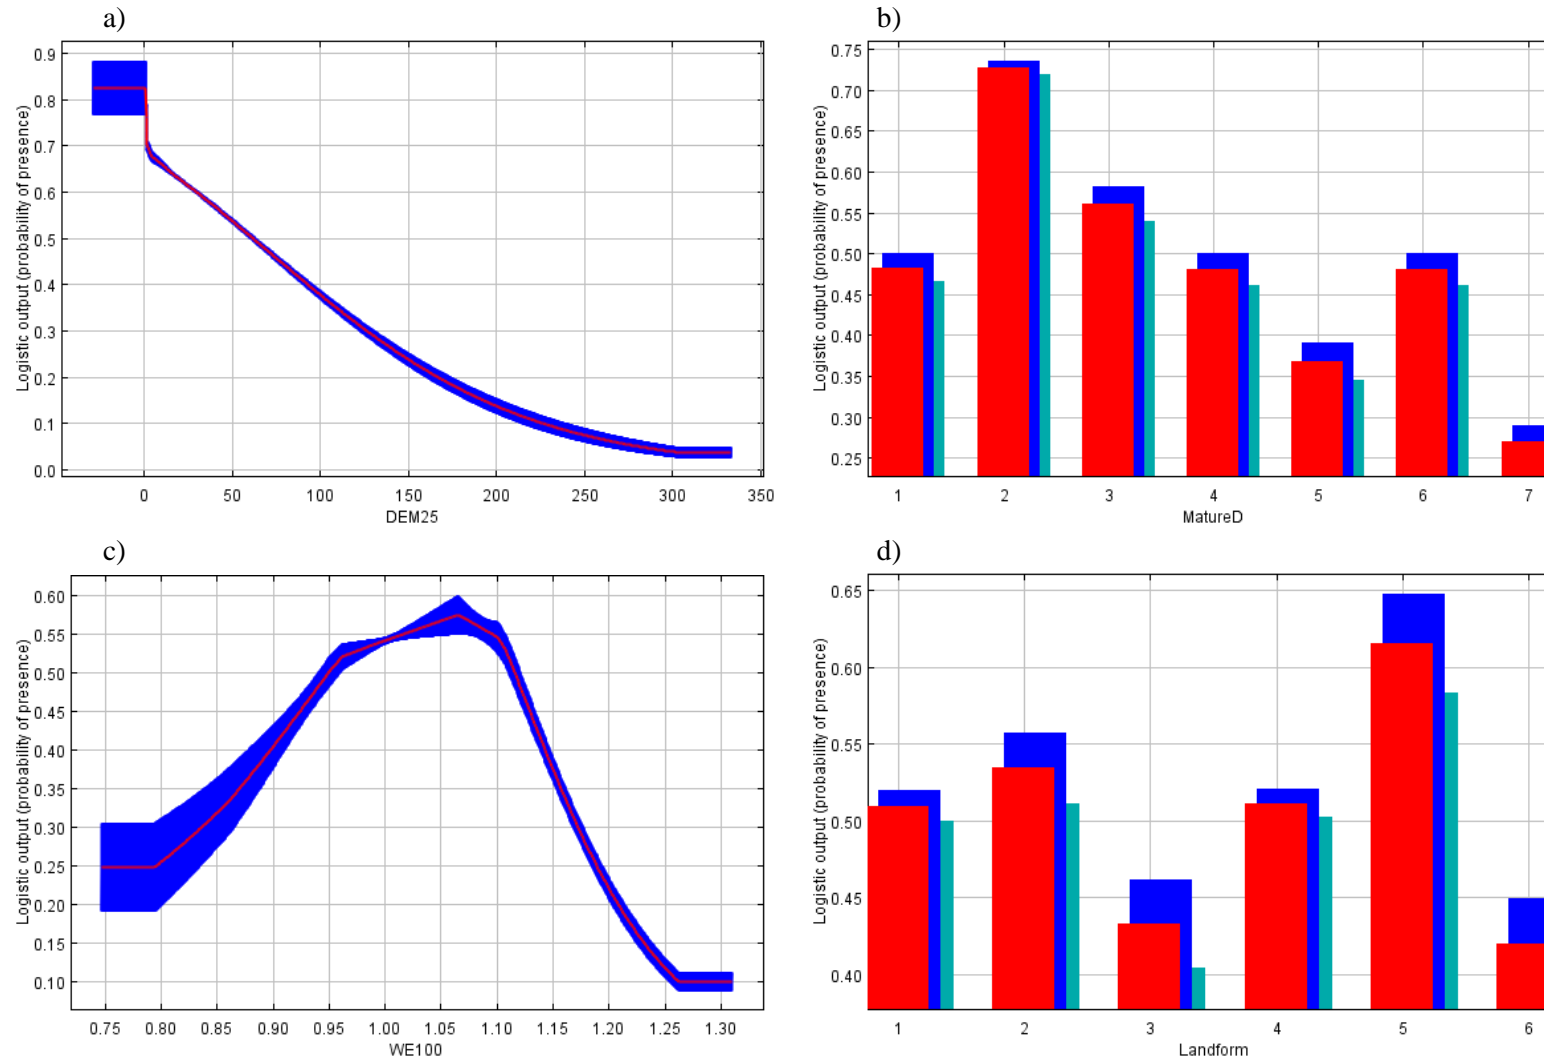 a)
0.9
0.8
0.7
0.6
0.5
0.4
0.3
0.2
0.1
0.0
Logistic output (probability of presence)
0 50 100 150 200 250 300 350
DEM25
b)
0.75
0.70
0.65
0.60
0.55
0.50
0.45
0.40
0.35
0.30
0.25
Logistic output (probability of presence)
1 2 3 4 5 6 7
MatureD
c)
0.60
0.55
0.50
0.45
0.40
0.35
0.30
0.25
0.20
0.15
0.10
Logistic output (probability of presence)
0.75 0.80 0.85 0.90 0.95 1.00 1.05 1.10 1.15 1.20 1.25 1.30
WE100
d)
0.65
0.60
0.55
0.50
0.45
0.40
Logistic output (probability of presence)
1 2 3 4 5 6
Landform